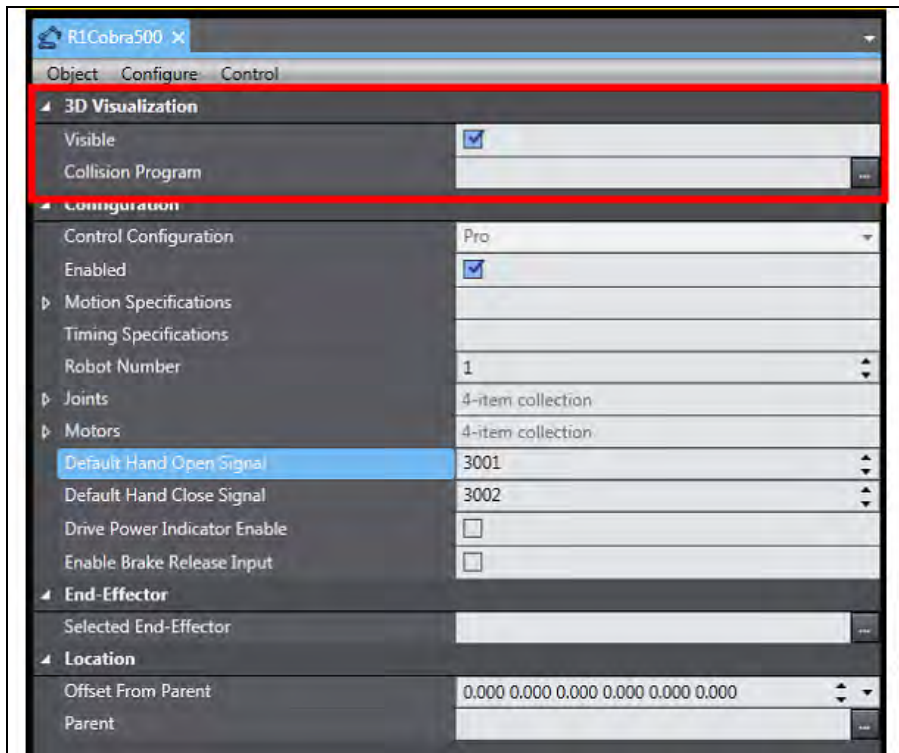 R1Cobra500
Object Configure Control
3D Visualization
Visible
Collision Program ...
Configuration
Control Configuration Pro
Enabled
Motion Specifications
Timing Specifications
Robot Number 1
Joints 4-item collection
Motors 4-item collection
Default Hand Open Signal 3001
Default Hand Close Signal 3002
Drive Power Indicator Enable
Enable Brake Release Input
End-Effector
Selected End-Effector ...
Location
Offset From Parent 0.000 0.000 0.000 0.000 0.000 0.000
Parent ...